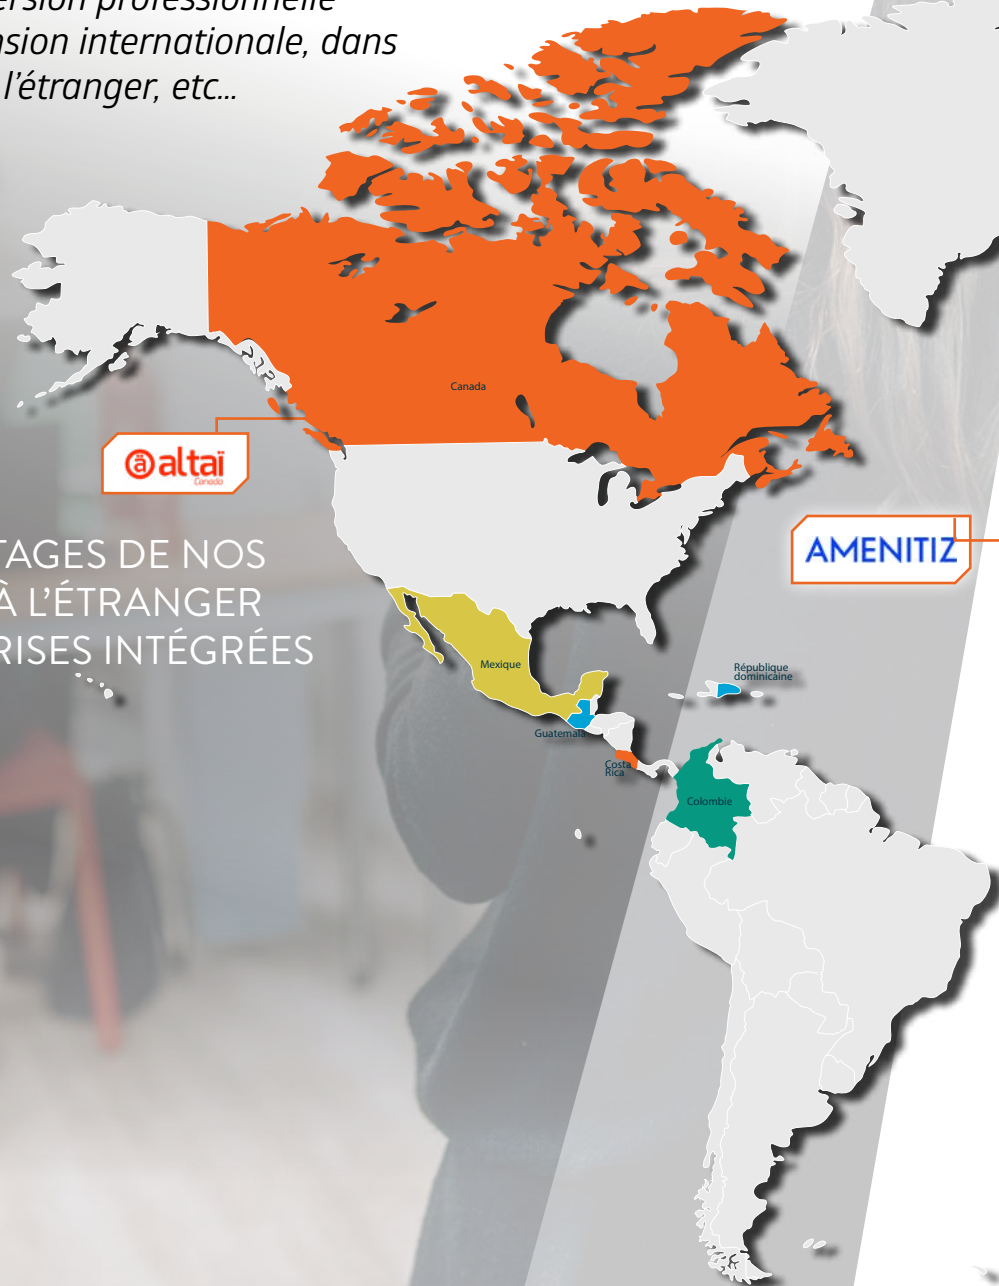 ersion professionnelle
nsion internationale, dans
l’étranger, etc...
Canada
ä altaï
Canada
TAGES DE NOS
À L’ÉTRANGER
RISES INTÉGRÉES
AMENITIZ
Mexique
République
dominicaine
Guatemala
Costa
Rica
Colombie